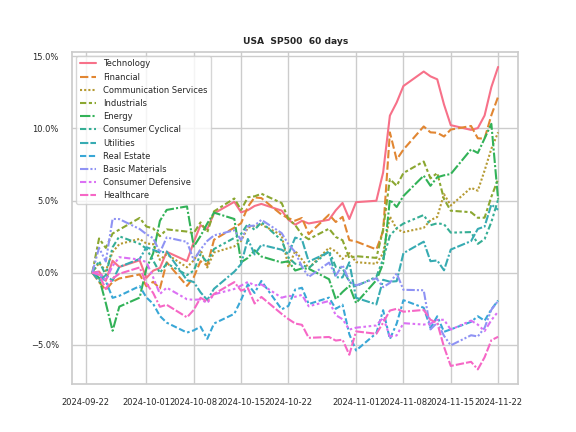 USA SP500 60 days
15.0%
10.0%
5.0%
0.0%
−5.0%
Technology
Financial
Communication Services
Industrials
Energy
Consumer Cyclical
Utilities
Real Estate
Basic Materials
Consumer Defensive
Healthcare
2024-09-22 2024-10-01 2024-10-08 2024-10-15 2024-10-22 2024-11-01 2024-11-08 2024-11-15 2024-11-22